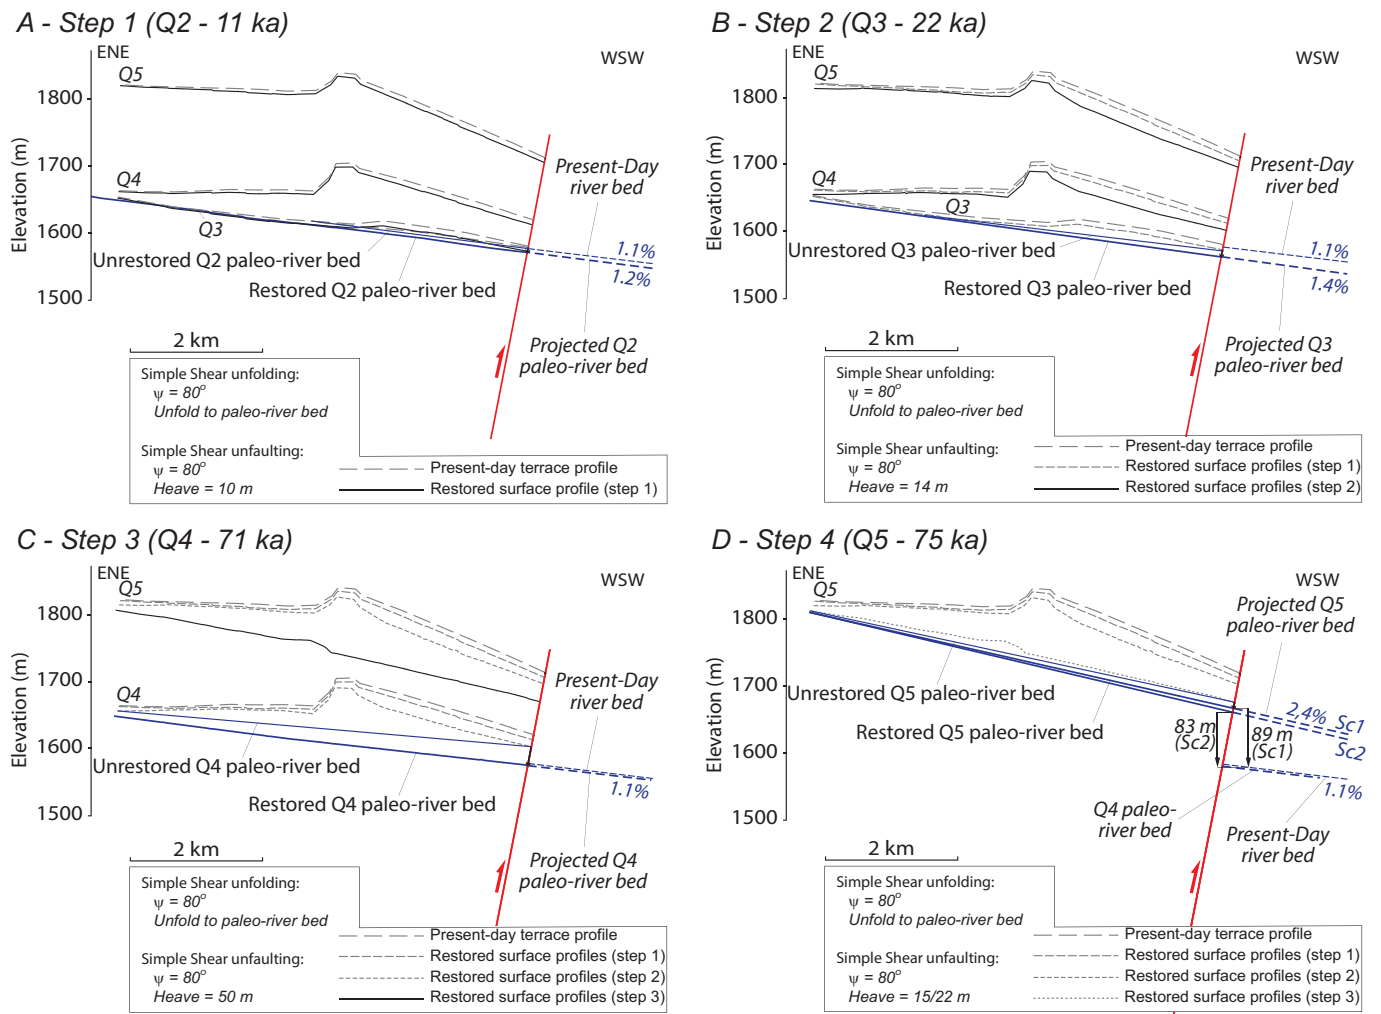 A - Step 1 (Q2 - 11 ka)
ENE
WSW
Q5
1800
1700
Q4
1600
Q3
1500
Elevation (m)
Present-Day
river bed
Unrestored Q2 paleo-river bed
Restored Q2 paleo-river bed
1.1%
1.2%
2 km
Projected Q2
paleo-river bed
Simple Shear unfolding:
ψ = 80°
Unfold to paleo-river bed
Simple Shear unfaulting:
ψ = 80°
Heave = 10 m
Present-day terrace profile
Restored surface profile (step 1)
B - Step 2 (Q3 - 22 ka)
ENE
WSW
Q5
1800
1700
Q4
1600
Q3
1500
Elevation (m)
Present-Day
river bed
Unrestored Q3 paleo-river bed
Restored Q3 paleo-river bed
1.1%
1.4%
2 km
Projected Q3
paleo-river bed
Simple Shear unfolding:
ψ = 80°
Unfold to paleo-river bed
Simple Shear unfaulting:
ψ = 80°
Heave = 14 m
Present-day terrace profile
Restored surface profiles (step 1)
Restored surface profiles (step 2)
C - Step 3 (Q4 - 71 ka)
ENE
WSW
Q5
1800
1700
Q4
1600
1500
Elevation (m)
Present-Day
river bed
Unrestored Q4 paleo-river bed
Restored Q4 paleo-river bed
1.1%
2 km
Projected Q4
paleo-river bed
Simple Shear unfolding:
ψ = 80°
Unfold to paleo-river bed
Simple Shear unfaulting:
ψ = 80°
Heave = 50 m
Present-day terrace profile
Restored surface profiles (step 1)
Restored surface profiles (step 2)
Restored surface profiles (step 3)
D - Step 4 (Q5 - 75 ka)
ENE
WSW
Q5
1800
1700
1600
1500
Elevation (m)
Projected Q5
paleo-river bed
Unrestored Q5 paleo-river bed
Restored Q5 paleo-river bed
2,4% Sc1
Sc2
83 m
(Sc2)
89 m
(Sc1)
1.1%
Q4 paleo-
river bed
Present-Day
river bed
2 km
Simple Shear unfolding:
ψ = 80°
Unfold to paleo-river bed
Simple Shear unfaulting:
ψ = 80°
Heave = 15/22 m
Present-day terrace profile
Restored surface profiles (step 1)
Restored surface profiles (step 2)
Restored surface profiles (step 3)